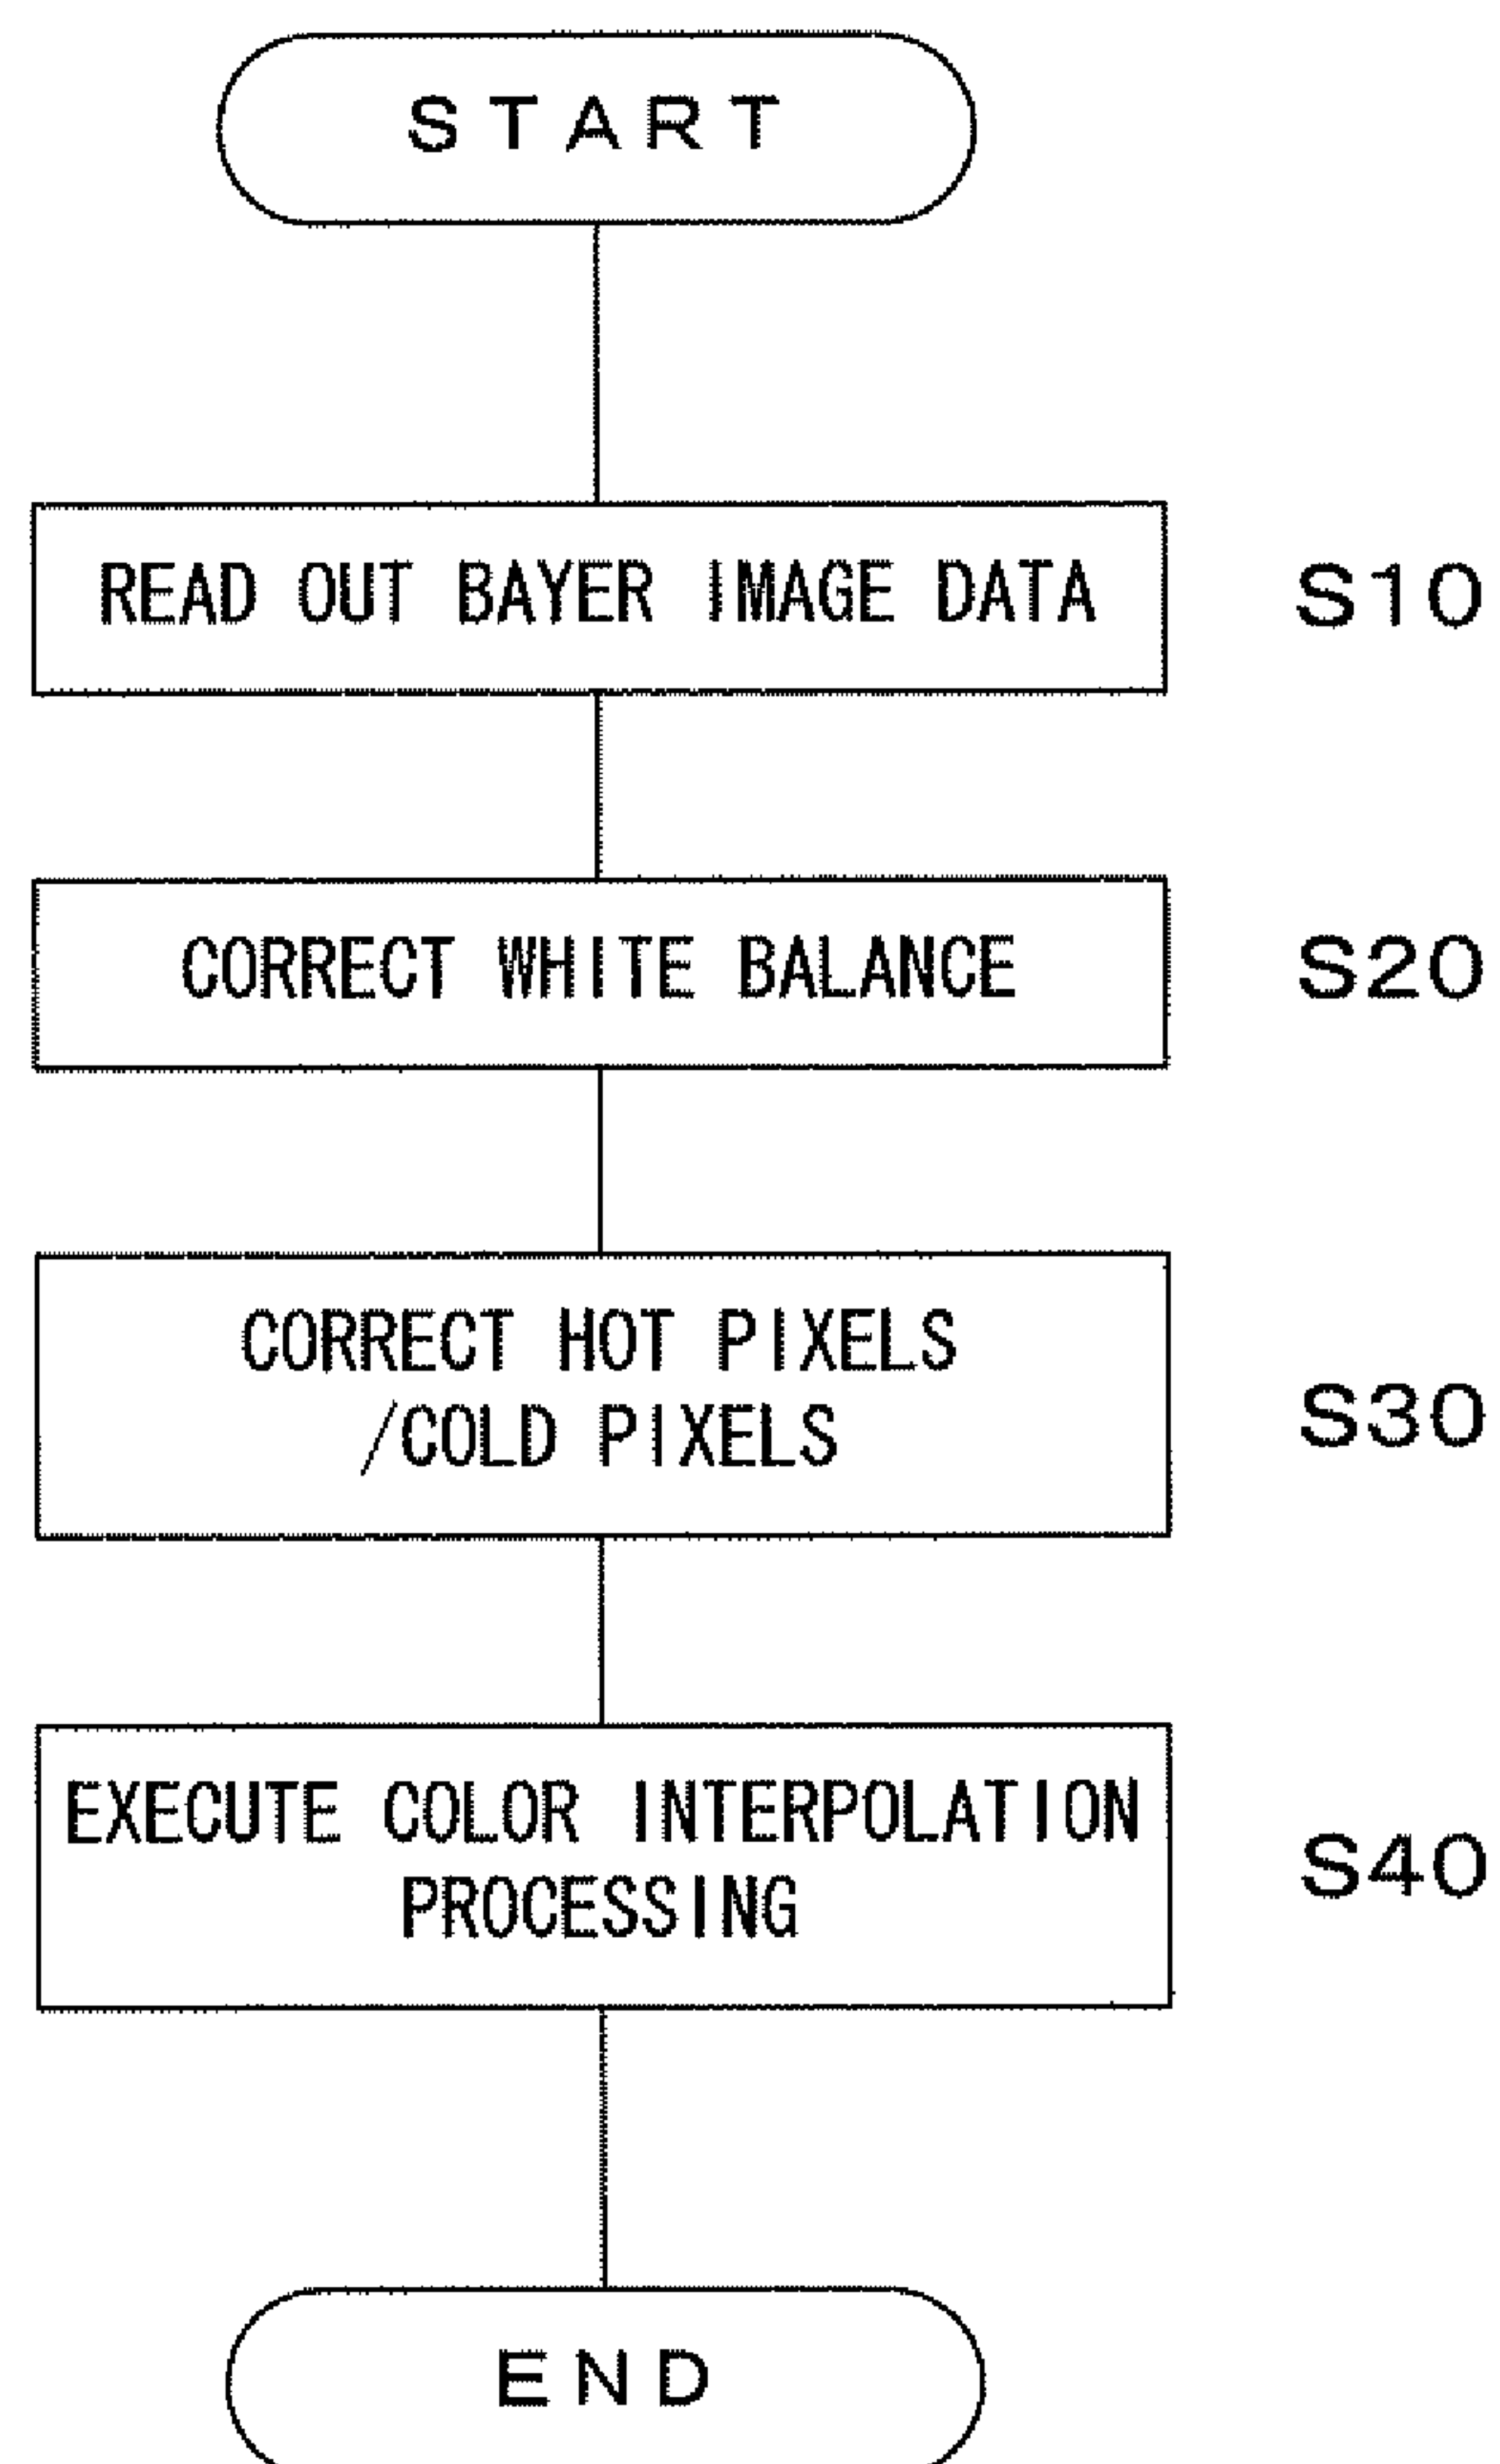 START
READ OUT BAYER IMAGE DATA
S10
CORRECT WHITE BALANCE
S20
CORRECT HOT PIXELS
/COLD PIXELS
S30
EXECUTE COLOR INTERPOLATION
PROCESSING
S40
END